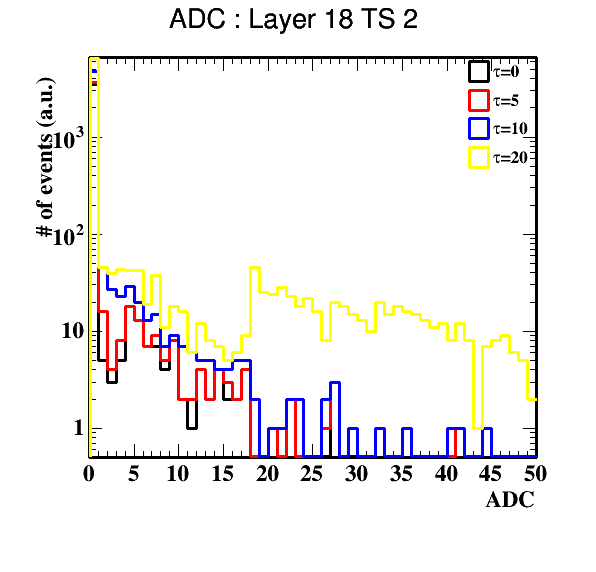 ADC : Layer 18 TS 2
# of events (a.u.)
10³
10²
10
1
τ=0
τ=5
τ=10
τ=20
0 5 10 15 20 25 30 35 40 45 50
ADC